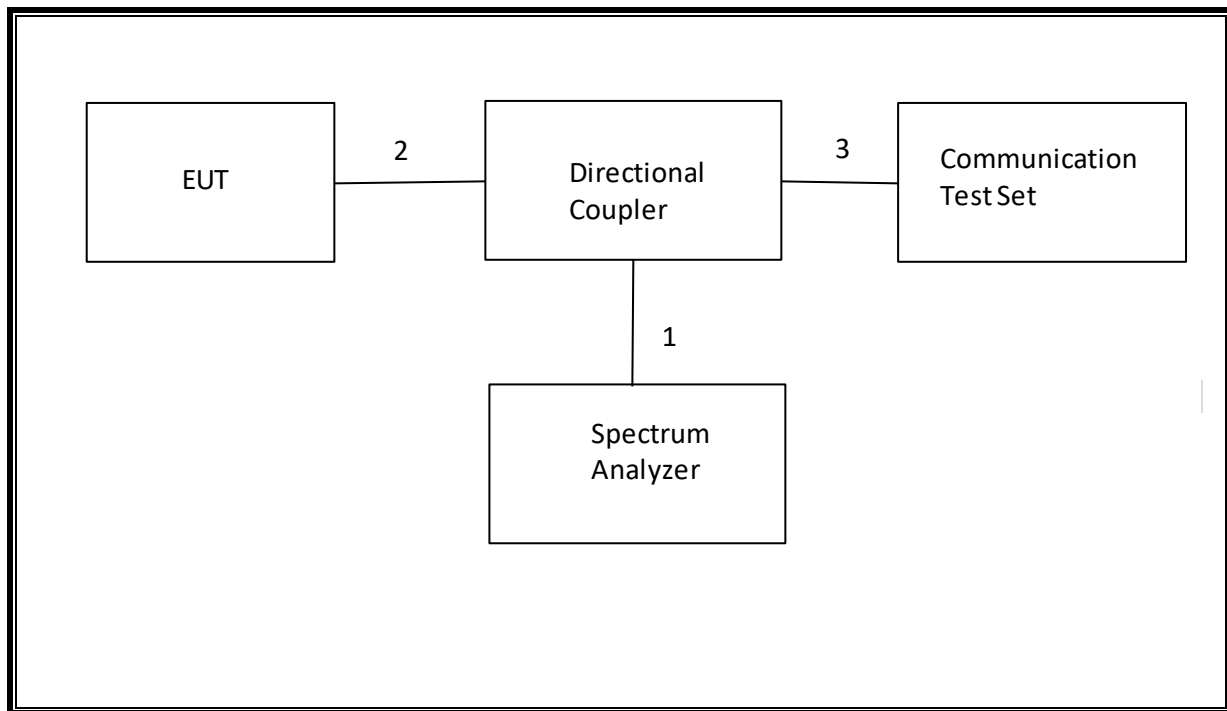 EUT
2
Directional
Coupler
3
Communication
Test Set
1
Spectrum
Analyzer